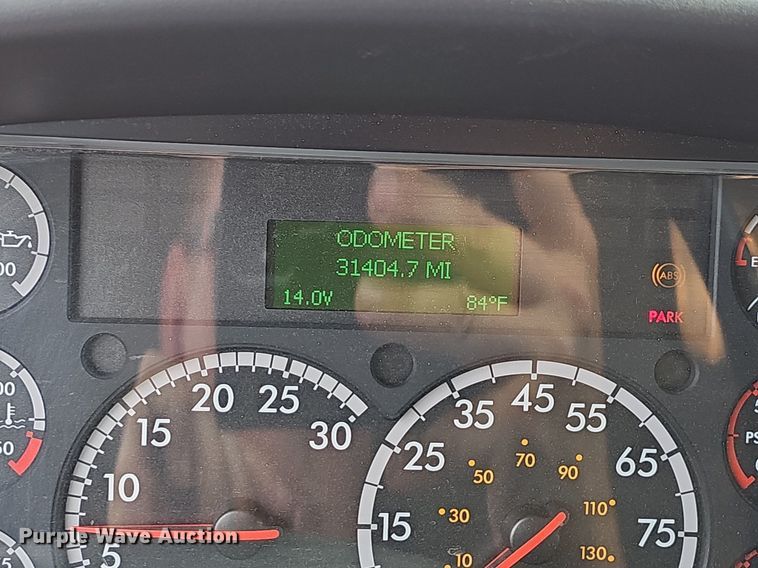 ODOMETER
31404.7 MI
14.0V 84°F
ABS
PARK
5 10 15 20 25 30
15 25 35 45 55 65 75
10 30 50 70 90 110 130
Purple Wave Auction